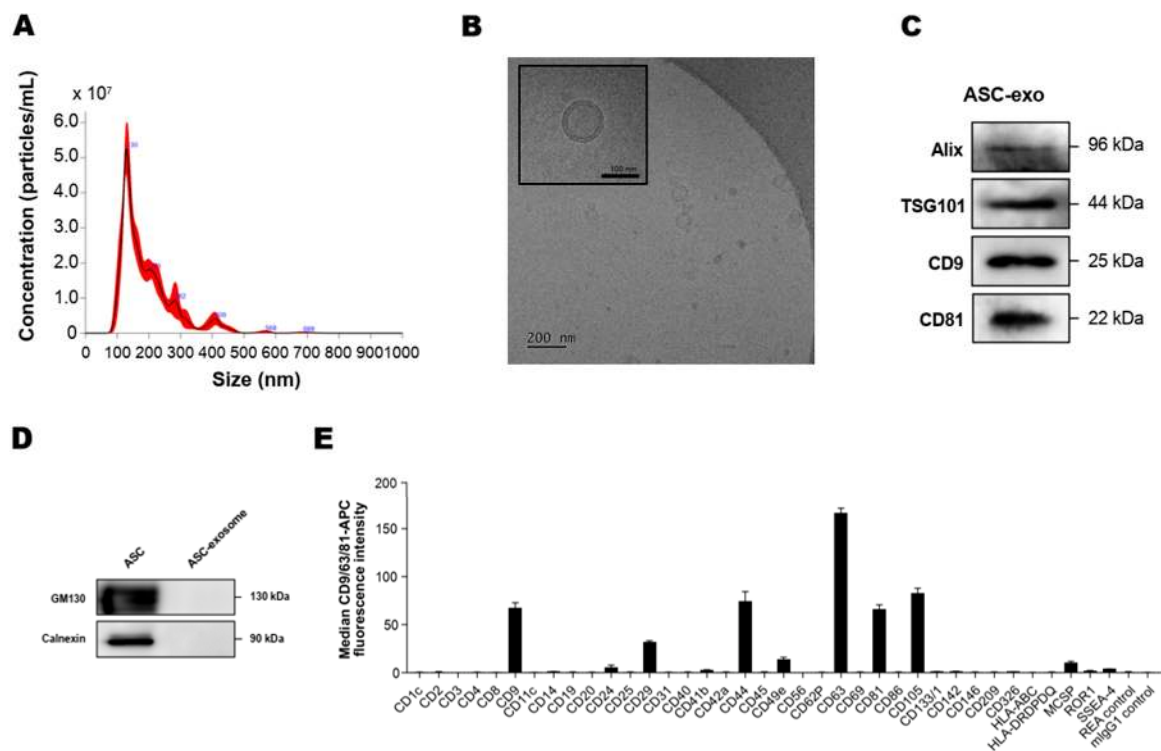 A
x 10⁷
Concentration (particles/mL)
6.0
5.0
4.0
3.0
2.0
1.0
0
0 100 200 300 400 500 600 700 800 9001000
Size (nm)
B
100 nm
200 nm
C
ASC-exo
Alix 96 kDa
TSG101 44 kDa
CD9 25 kDa
CD81 22 kDa
D
ASC ASC-exosome
GM130 130 kDa
Calnexin 90 kDa
E
Median CD9/63/81-APC
fluorescence intensity
200
150
100
50
0
CD1c CD2 CD3 CD4 CD8 CD9 CD11c CD14 CD19 CD20 CD24 CD25 CD29 CD31 CD40 CD41b CD42a CD44 CD45 CD49e CD56 CD62P CD63 CD69 CD81 CD86 CD105 CD133/1 CD142 CD146 CD209 CD326 HLA-ABC HLA-DRDPDQ MCSP ROR1 SSEA-4 REA control mIgG1 control